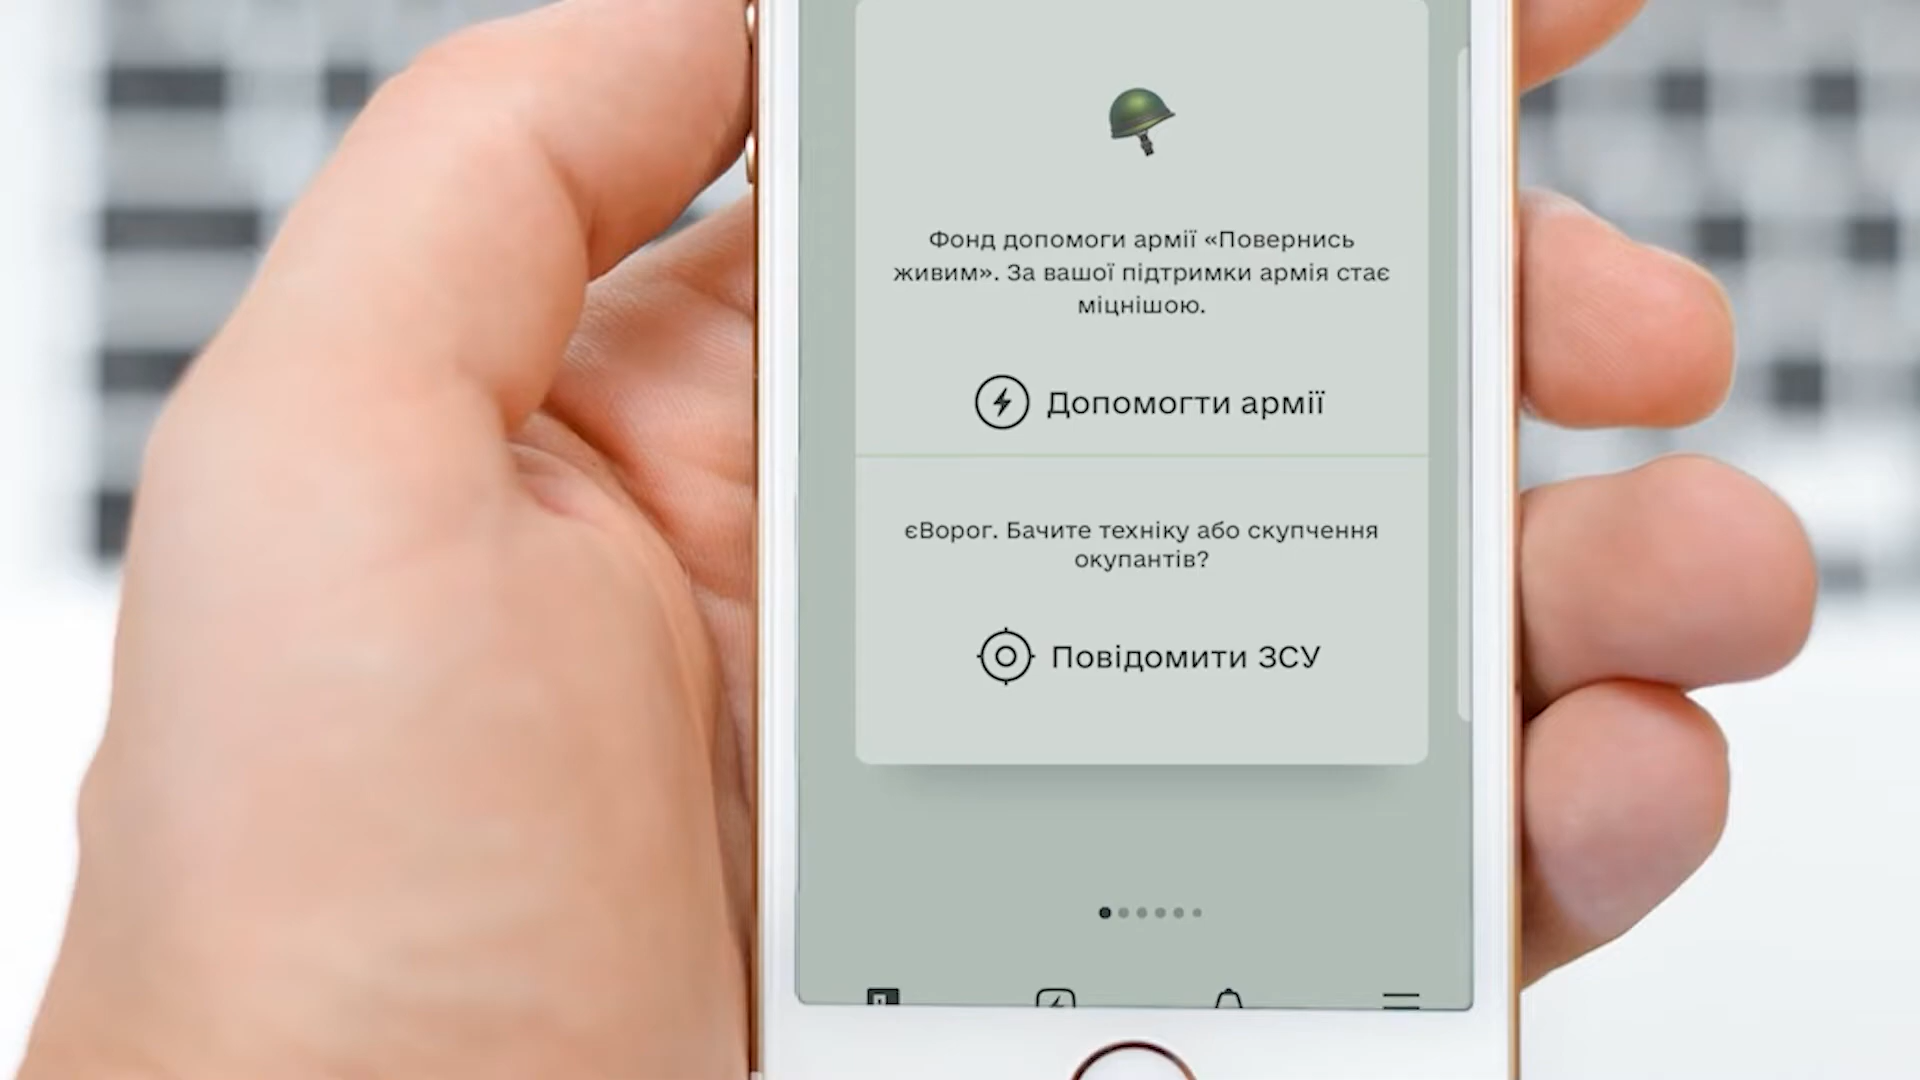 Фонд допомоги армії «Повернись
живим». За вашої підтримки армія стає
міцнішою.
Допомогти армії
єВорог. Бачите техніку або скупчення
окупантів?
Повідомити ЗСУ